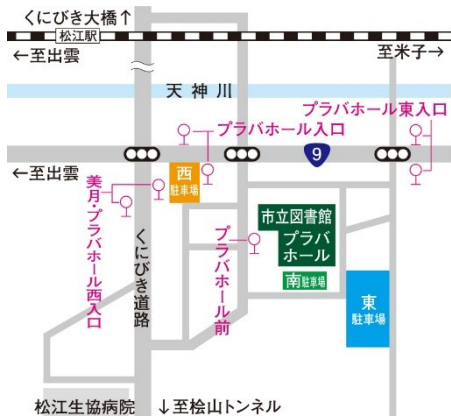 くにびき大橋↑
松江駅
←至出雲
至米子→
天神川
プラバホール東入口
プラバホール入口
9
←至出雲
西
駐車場
美月・プラバホール西入口
くにびき道路
プラバホール前
市立図書館
プラバ
ホール
南駐車場
東
駐車場
松江生協病院
↓至桧山トンネル